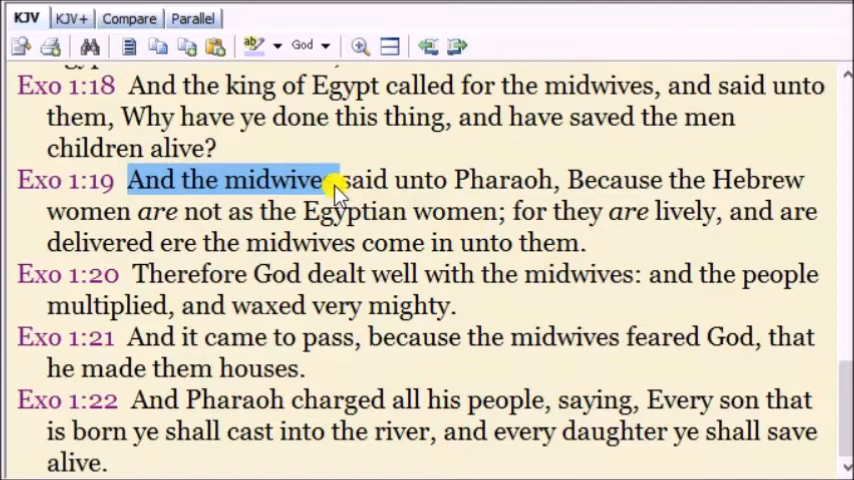 KJV KJV+ Compare Parallel
God
Exo 1:18 And the king of Egypt called for the midwives, and said unto
them, Why have ye done this thing, and have saved the men
children alive?
Exo 1:19 And the midwives said unto Pharaoh, Because the Hebrew
women are not as the Egyptian women; for they are lively, and are
delivered ere the midwives come in unto them.
Exo 1:20 Therefore God dealt well with the midwives: and the people
multiplied, and waxed very mighty.
Exo 1:21 And it came to pass, because the midwives feared God, that
he made them houses.
Exo 1:22 And Pharaoh charged all his people, saying, Every son that
is born ye shall cast into the river, and every daughter ye shall save
alive.